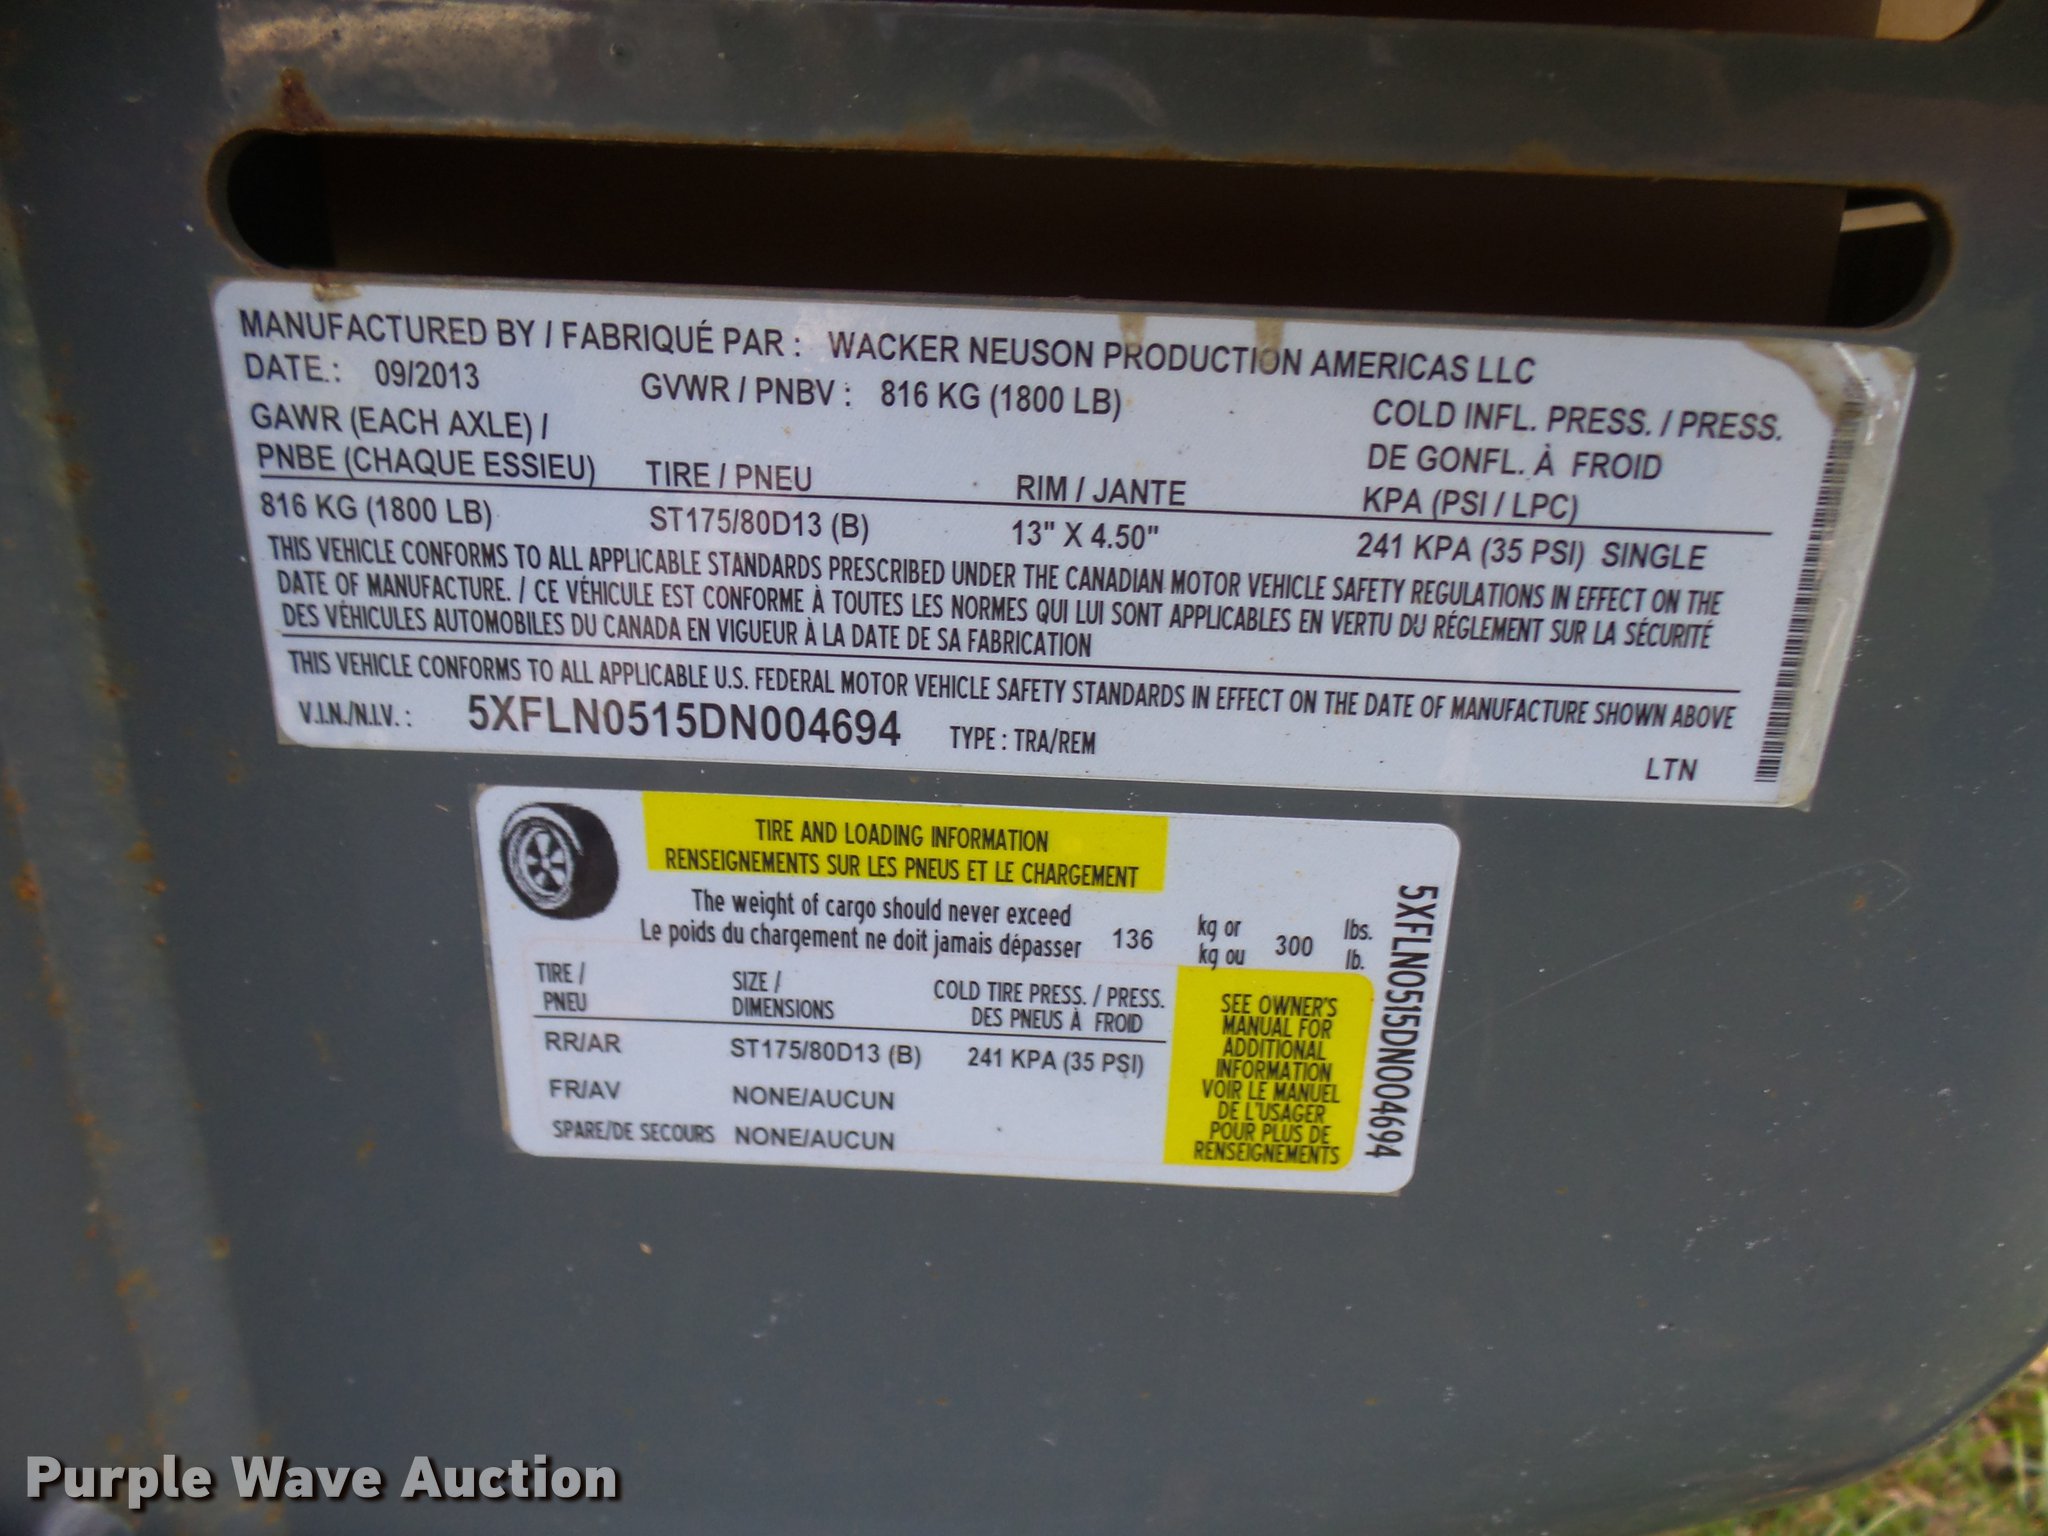 MANUFACTURED BY / FABRIQUÉ PAR : WACKER NEUSON PRODUCTION AMERICAS LLC
DATE.: 09/2013 GVWR / PNBV : 816 KG (1800 LB)
GAWR (EACH AXLE) / COLD INFL. PRESS. / PRESS.
PNBE (CHAQUE ESSIEU) TIRE / PNEU RIM / JANTE DE GONFL. À FROID
KPA (PSI / LPC)
816 KG (1800 LB) ST175/80D13 (B) 13" X 4.50" 241 KPA (35 PSI) SINGLE
THIS VEHICLE CONFORMS TO ALL APPLICABLE STANDARDS PRESCRIBED UNDER THE CANADIAN MOTOR VEHICLE SAFETY REGULATIONS IN EFFECT ON THE
DATE OF MANUFACTURE. / CE VÉHICULE EST CONFORME À TOUTES LES NORMES QUI LUI SONT APPLICABLES EN VERTU DU RÉGLEMENT SUR LA SÉCURITÉ
DES VÉHICULES AUTOMOBILES DU CANADA EN VIGUEUR À LA DATE DE SA FABRICATION
THIS VEHICLE CONFORMS TO ALL APPLICABLE U.S. FEDERAL MOTOR VEHICLE SAFETY STANDARDS IN EFFECT ON THE DATE OF MANUFACTURE SHOWN ABOVE
V.I.N./N.I.V. : 5XFLN0515DN004694 TYPE : TRA/REM
LTN
TIRE AND LOADING INFORMATION
RENSEIGNEMENTS SUR LES PNEUS ET LE CHARGEMENT
The weight of cargo should never exceed kg or lbs.
Le poids du chargement ne doit jamais dépasser 136 kg ou 300 lb.
TIRE / SIZE / COLD TIRE PRESS. / PRESS.
PNEU DIMENSIONS DES PNEUS À FROID
RR/AR ST175/80D13 (B) 241 KPA (35 PSI)
FR/AV NONE/AUCUN
SPARE/DE SECOURS NONE/AUCUN
SEE OWNER'S
MANUAL FOR
ADDITIONAL
INFORMATION
VOIR LE MANUEL
DE L'USAGER
POUR PLUS DE
RENSEIGNEMENTS
5XFLN0515DN004694
Purple Wave Auction